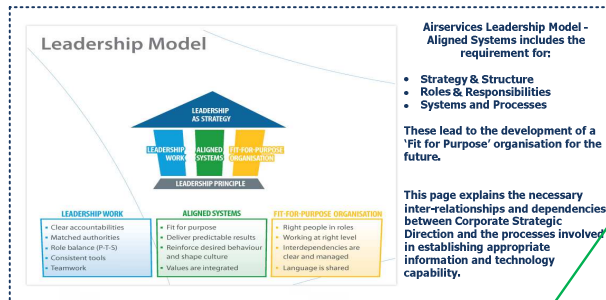 Leadership Model
LEADERSHIP
AS STRATEGY
LEADERSHIP
WORK
ALIGNED
SYSTEMS
FIT-FOR-PURPOSE
ORGANISATION
LEADERSHIP PRINCIPLE
LEADERSHIP WORK
• Clear accountabilities
• Matched authorities
• Role balance (P-T-S)
• Consistent tools
• Teamwork
ALIGNED SYSTEMS
• Fit for purpose
• Deliver predictable results
• Reinforce desired behaviour
and shape culture
• Values are integrated
FIT-FOR-PURPOSE ORGANISATION
• Right people in roles
• Working at right level
• Interdependencies are
clear and managed
• Language is shared
Airservices Leadership Model -
Aligned Systems includes the
requirement for:
• Strategy & Structure
• Roles & Responsibilities
• Systems and Processes
These lead to the development of a
‘Fit for Purpose’ organisation for the
future.
This page explains the necessary
inter-relationships and dependencies
between Corporate Strategic
Direction and the processes involved
in establishing appropriate
information and technology
capability.